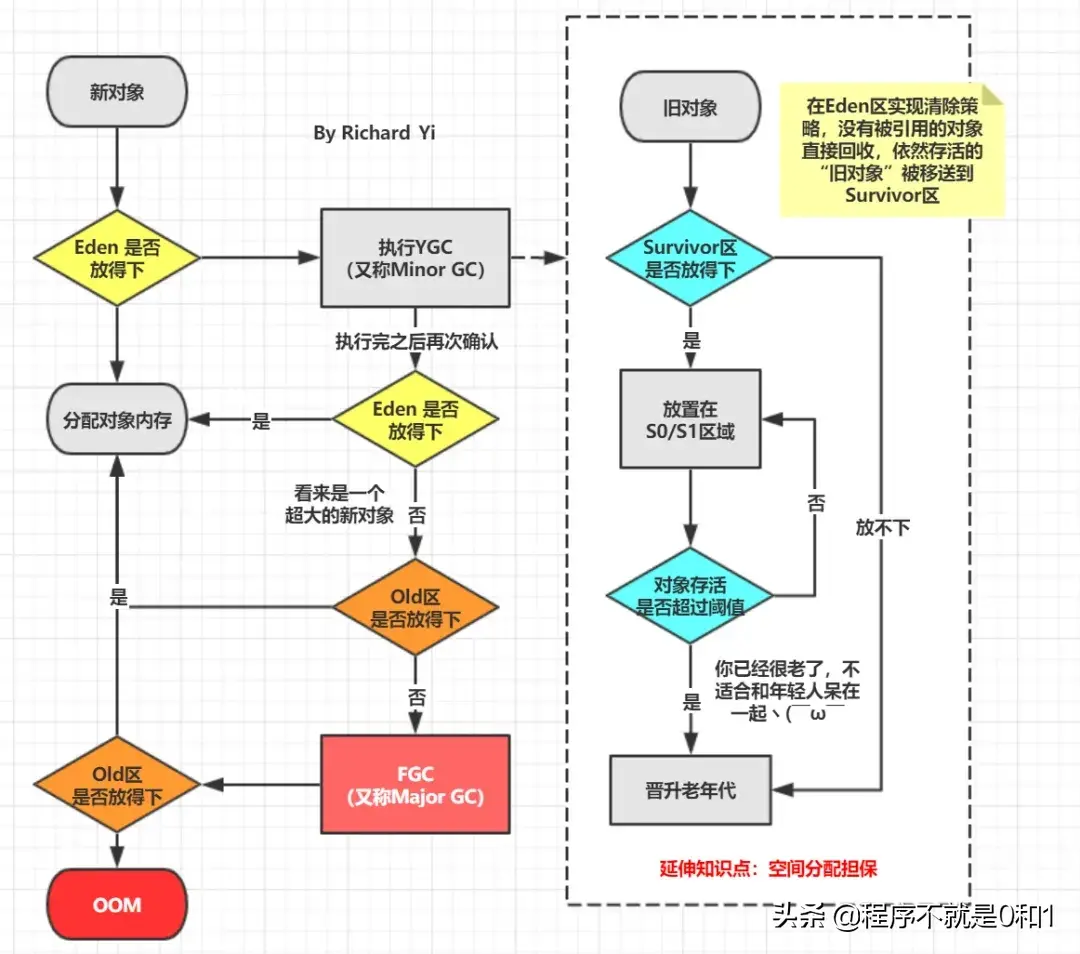 新对象
By Richard Yi
Eden 是否
放得下
执行YGC
(又称Minor GC)
执行完之后再次确认
分配对象内存
是
Eden 是否
放得下
看来是一个
超大的新对象
否
是
Old区
是否放得下
否
Old区
是否放得下
FGC
(又称Major GC)
OOM
旧对象
在Eden区实现清除策
略，没有被引用的对象
直接回收，依然存活的
“旧对象”被移送到
Survivor区
Survivor区
是否放得下
是
放置在
S0/S1区域
否
放不下
对象存活
是否超过阈值
你已经很老了，不
适合和年轻人呆在
一起丶(￣ω￣
是
晋升老年代
延伸知识点：空间分配担保
头条 @程序不就是0和1